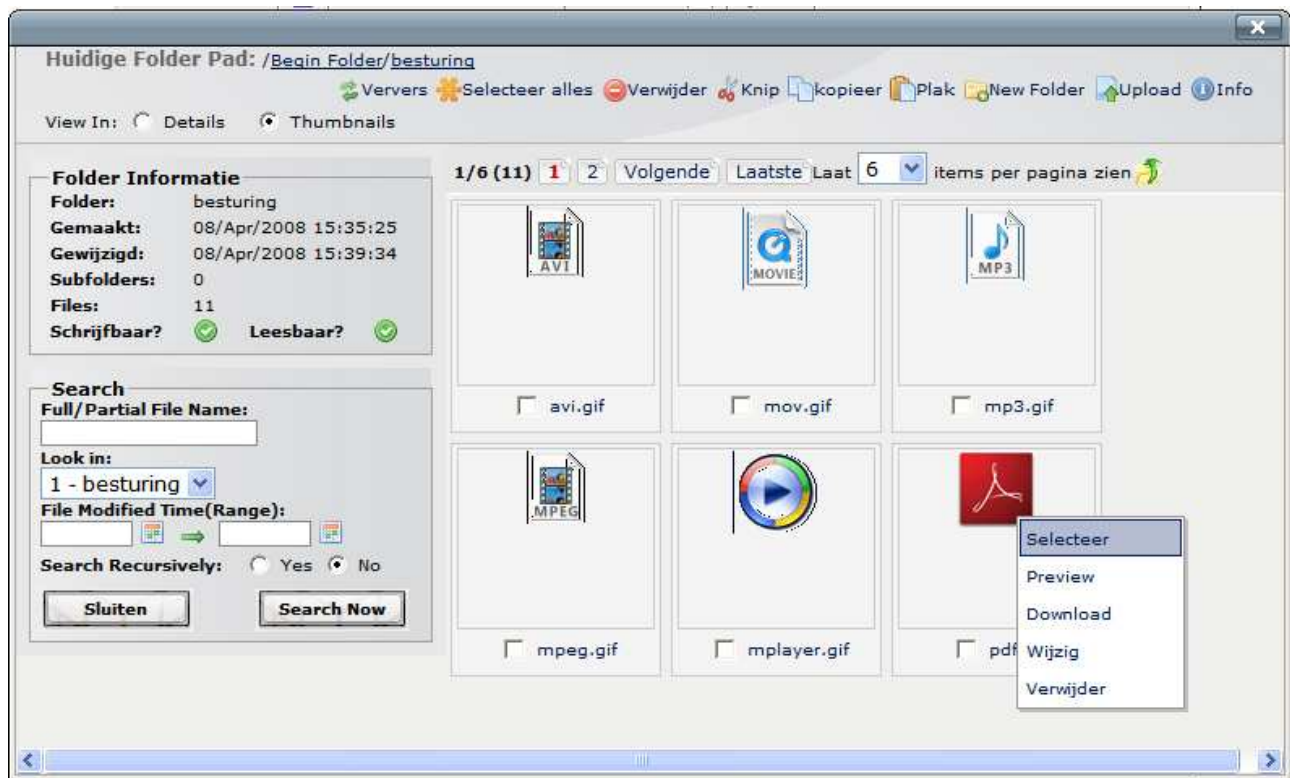 Huidige Folder Pad: /Begin Folder/besturing
Ververs Selecteer alles Verwijder Knip kopieer Plak New Folder Upload Info
View In: Details Thumbnails
Folder Informatie
Folder: besturing
Gemaakt: 08/Apr/2008 15:35:25
Gewijzigd: 08/Apr/2008 15:39:34
Subfolders: 0
Files: 11
Schrijfbaar? Leesbaar?
Search
Full/Partial File Name:
Look in:
1 - besturing
File Modified Time(Range):
Search Recursively: Yes No
Sluiten Search Now
1/6 (11) 1 2 Volgende Laatste Laat 6 items per pagina zien
AVI
MOVIE
MP3
avi.gif mov.gif mp3.gif
MPEG
mpeg.gif mplayer.gif pdf
Selecteer
Preview
Download
Wijzig
Verwijder